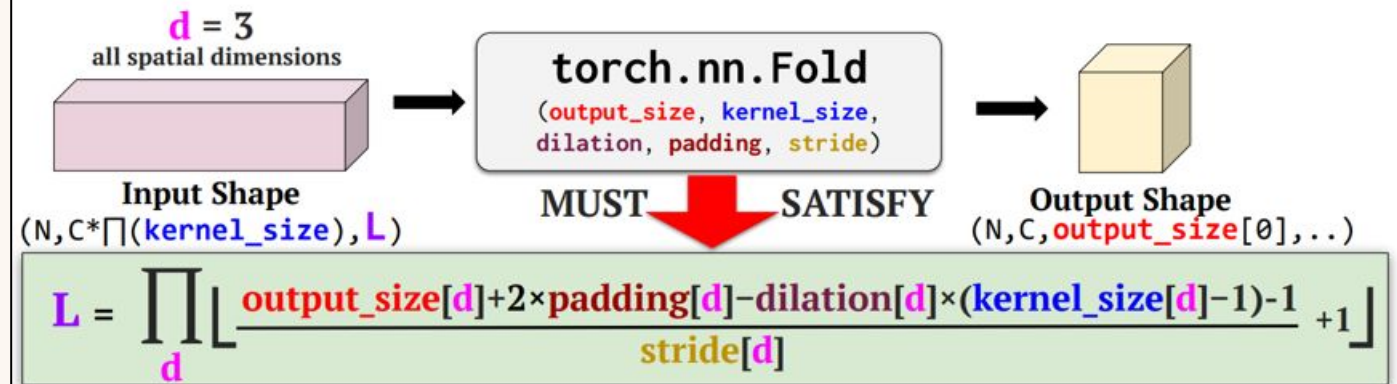 d = 3
all spatial dimensions
torch.nn.Fold
(output_size, kernel_size,
dilation, padding, stride)
Input Shape
(N,C*∏(kernel_size),L)
MUST SATISFY
Output Shape
(N,C,output_size[0],..)
L = ∏d⌊(output_size[d]+2×padding[d]−dilation[d]×(kernel_size[d]−1)-1)/stride[d] +1⌋